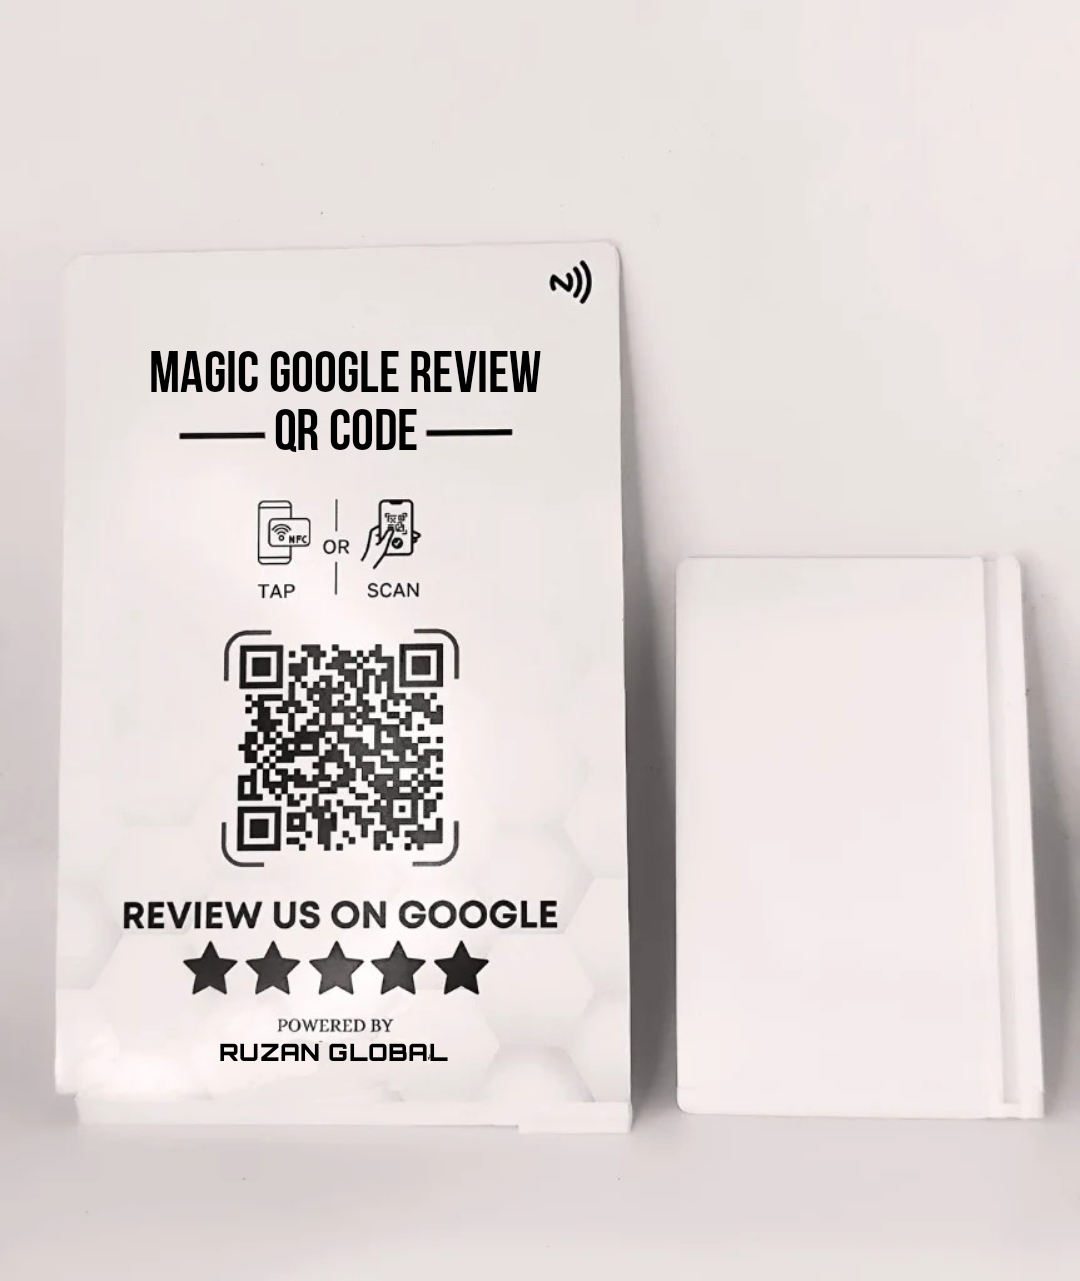 MAGIC GOOGLE REVIEW
QR CODE
NFC
OR
TAP
SCAN
REVIEW US ON GOOGLE
POWERED BY
RUZAN GLOBAL